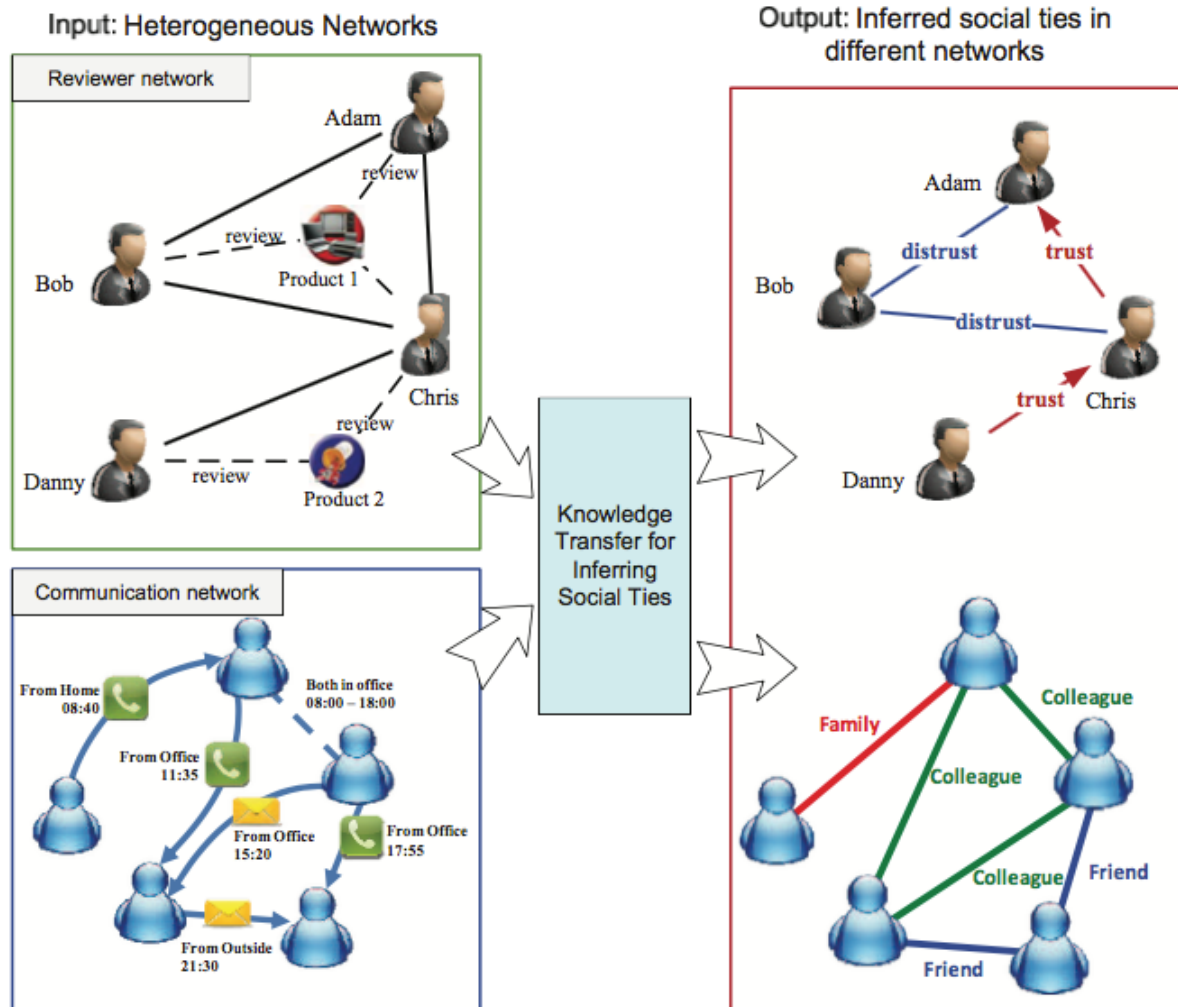 Input: Heterogeneous Networks
Output: Inferred social ties in
different networks
Reviewer network
Adam
review
review
Product 1
Bob
Chris
review
review
Danny
Product 2
Communication network
From Home
08:40
Both in office
08:00 – 18:00
From Office
11:35
From Office
15:20
From Office
17:55
From Outside
21:30
Knowledge
Transfer for
Inferring
Social Ties
Adam
distrust
trust
Bob
distrust
trust
Chris
Danny
Colleague
Family
Colleague
Colleague
Friend
Friend